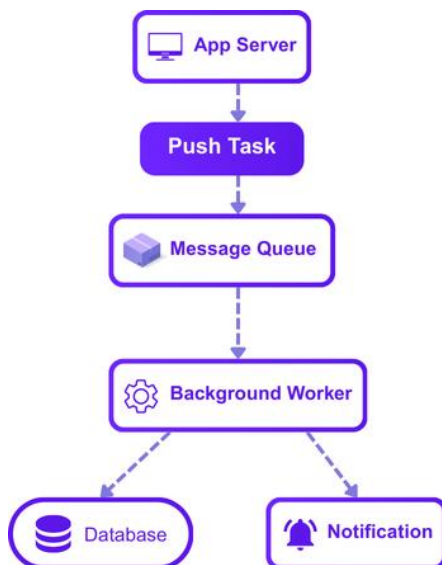 App Server
Push Task
Message Queue
Background Worker
Database
Notification